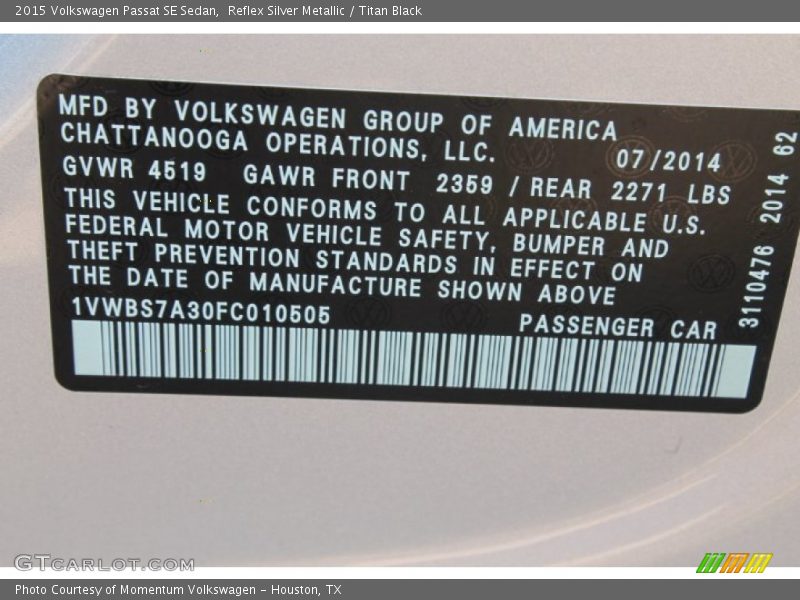 2015 Volkswagen Passat SE Sedan,  Reflex Silver Metallic / Titan Black
MFD BY VOLKSWAGEN GROUP OF AMERICA
CHATTANOOGA OPERATIONS, LLC.
07/2014
GVWR 4519 GAWR FRONT 2359 / REAR 2271 LBS
THIS VEHICLE CONFORMS TO ALL APPLICABLE U.S.
FEDERAL MOTOR VEHICLE SAFETY, BUMPER AND
THEFT PREVENTION STANDARDS IN EFFECT ON
THE DATE OF MANUFACTURE SHOWN ABOVE
1VWBS7A30FC010505
PASSENGER CAR
3110476 2014 62
GTcarlot.com
Photo Courtesy of Momentum Volkswagen - Houston, TX